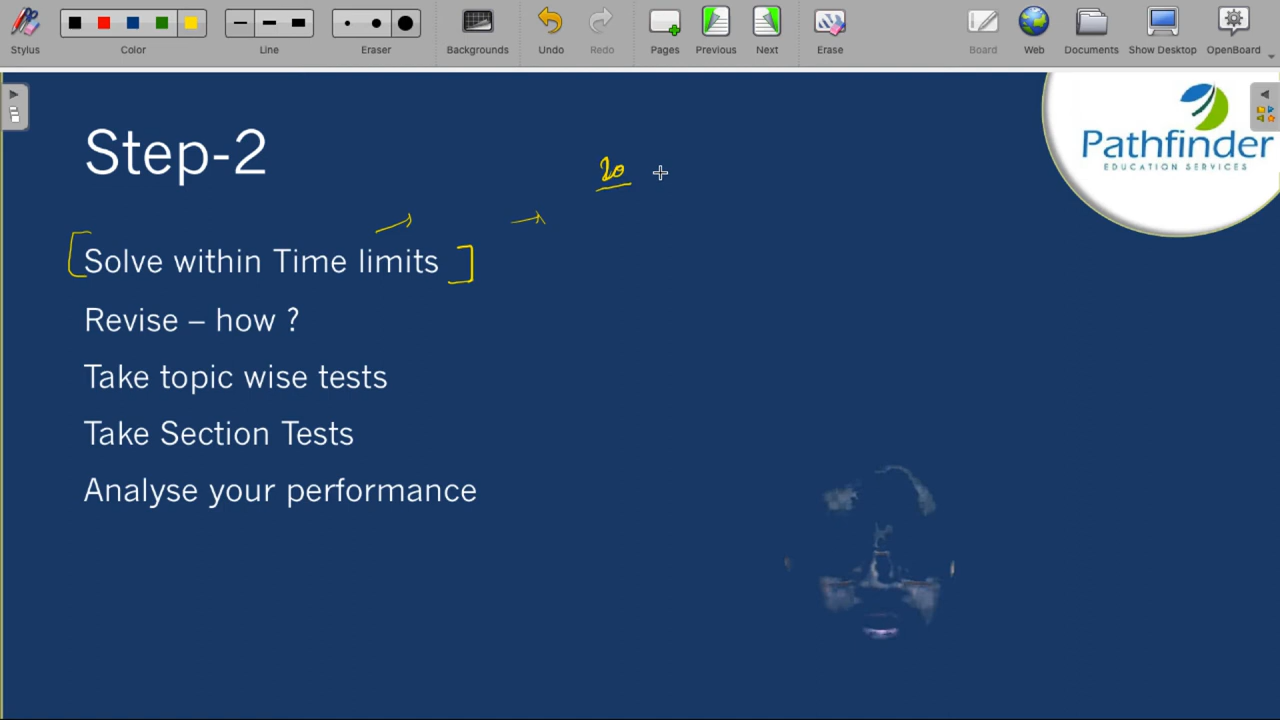 Stylus Color Line Eraser Backgrounds Undo Redo Pages Previous Next Erase Board Web Documents Show Desktop OpenBoard
Pathfinder
EDUCATION SERVICES
Step-2
20
[Solve within Time limits]
Revise – how ?
Take topic wise tests
Take Section Tests
Analyse your performance